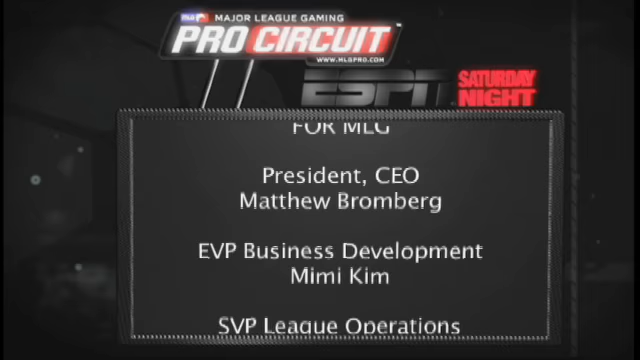 MAJOR LEAGUE GAMING
PRO CIRCUIT
WWW.MLGPRO.COM
ESPN SATURDAY NIGHT
FOR MLG
President, CEO
Matthew Bromberg
EVP Business Development
Mimi Kim
SVP League Operations